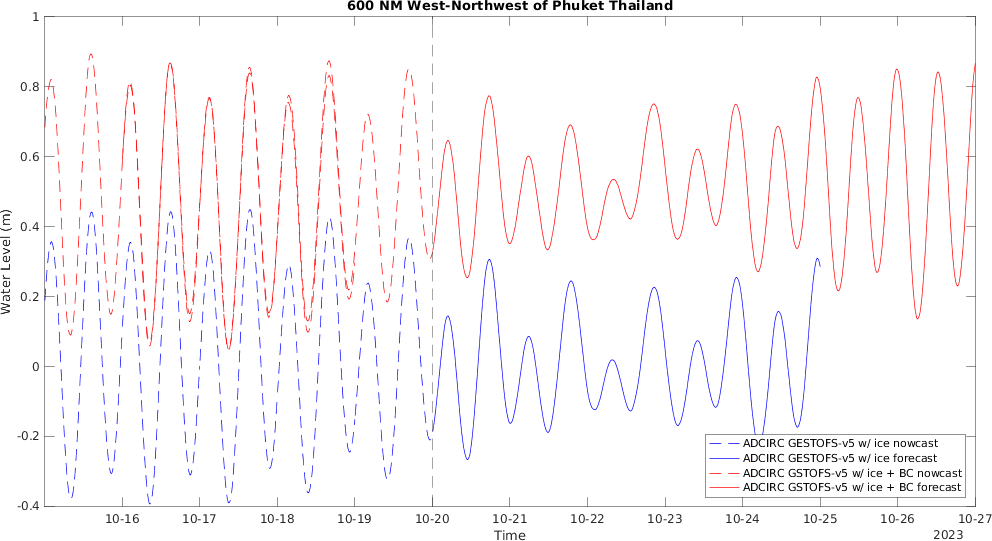 600 NM West-Northwest of Phuket Thailand
Water Level (m)
1
0.8
0.6
0.4
0.2
0
-0.2
-0.4
ADCIRC GESTOFS-v5 w/ ice nowcast
ADCIRC GESTOFS-v5 w/ ice forecast
ADCIRC GSTOFS-v5 w/ ice + BC nowcast
ADCIRC GSTOFS-v5 w/ ice + BC forecast
10-16 10-17 10-18 10-19 10-20 10-21 10-22 10-23 10-24 10-25 10-26 10-27
Time
2023